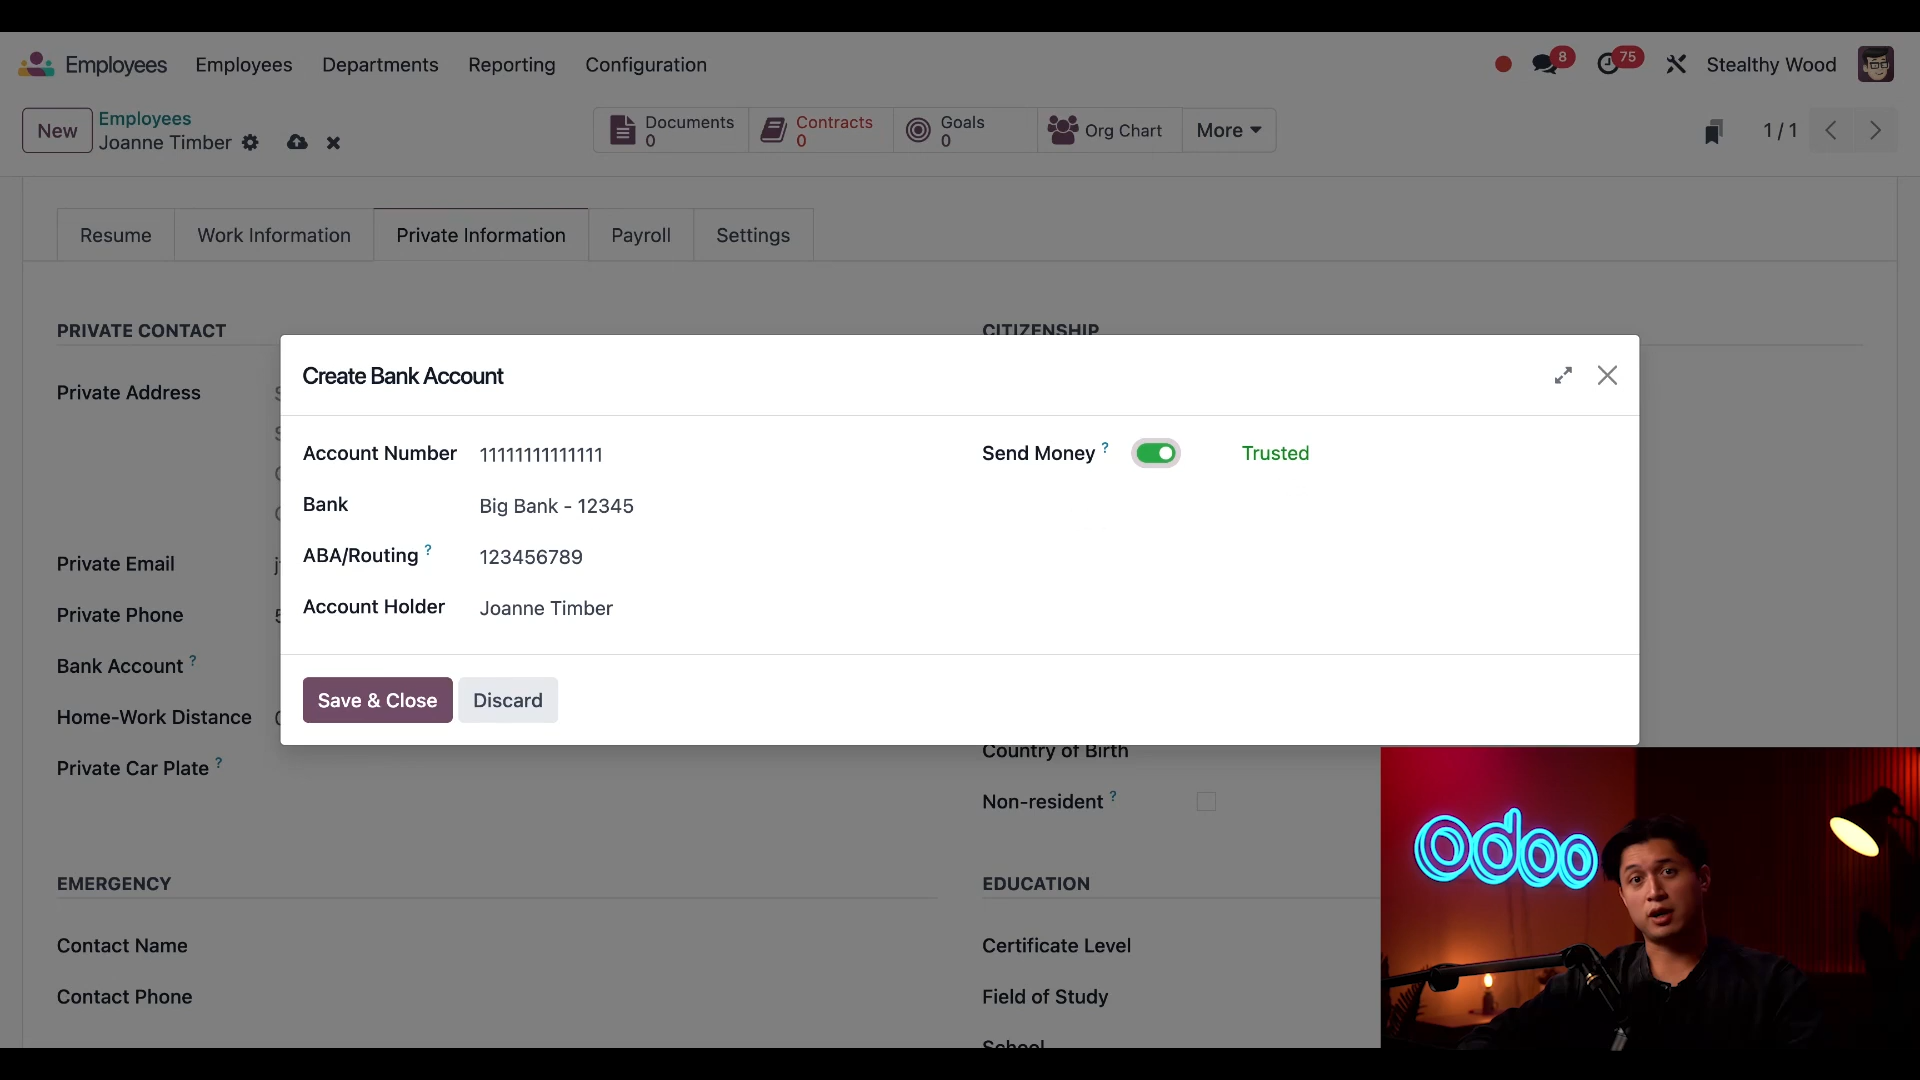 Employees Employees Departments Reporting Configuration 8 75 Stealthy Wood
New Employees
Joanne Timber
Documents 0 Contracts 0 Goals 0 Org Chart More 1 / 1
Resume Work Information Private Information Payroll Settings
PRIVATE CONTACT CITIZENSHIP
Create Bank Account
Private Address
Account Number 11111111111111 Send Money ? Trusted
Bank Big Bank - 12345
ABA/Routing ? 123456789
Private Email
Account Holder Joanne Timber
Private Phone
Bank Account ?
Save & Close Discard
Home-Work Distance
Country of Birth
Private Car Plate ?
Non-resident ?
odoo
EMERGENCY EDUCATION
Contact Name Certificate Level
Contact Phone Field of Study
School